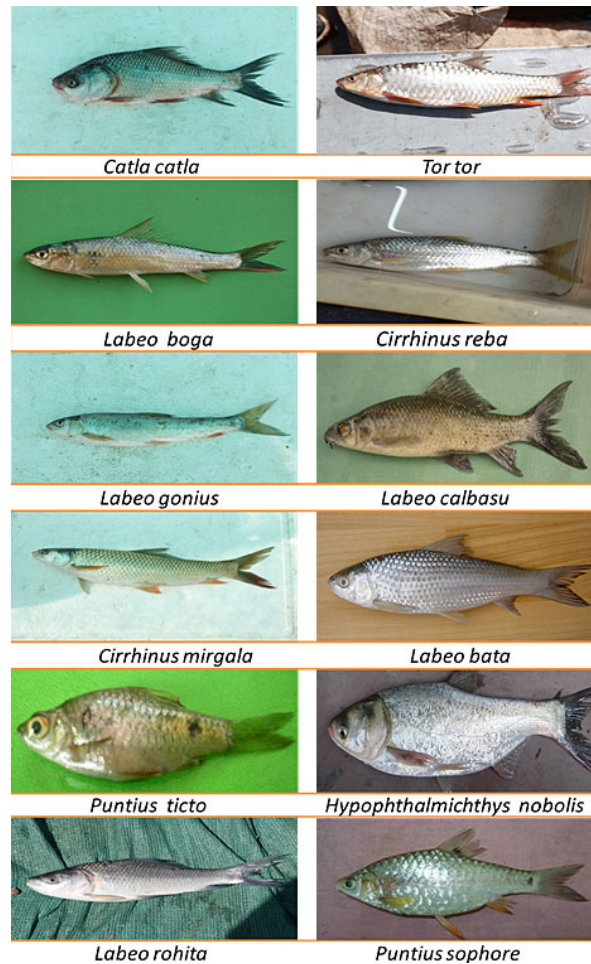 Catla catla
Tor tor
Labeo boga
Cirrhinus reba
Labeo gonius
Labeo calbasu
Cirrhinus mirgala
Labeo bata
Puntius ticto
Hypophthalmichthys nobolis
Labeo rohita
Puntius sophore